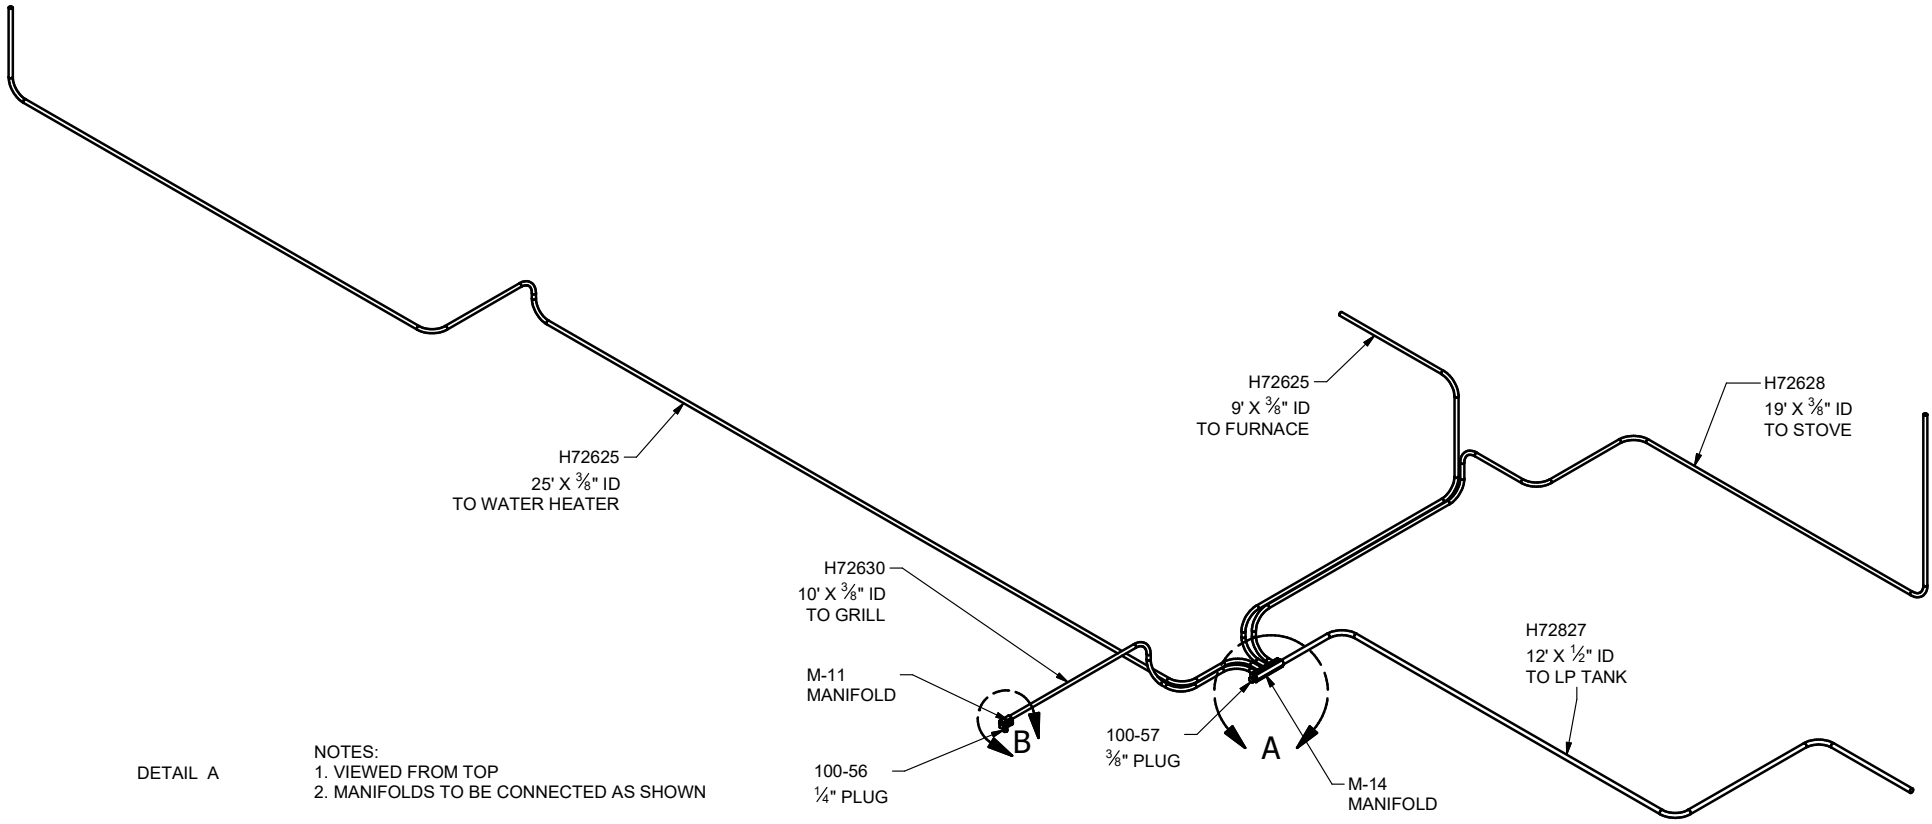 H72625
9' X ⅜" ID
TO FURNACE
H72628
19' X ⅜" ID
TO STOVE
H72625
25' X ⅜" ID
TO WATER HEATER
H72630
10' X ⅜" ID
TO GRILL
H72827
12' X ½" ID
TO LP TANK
M-11
MANIFOLD
B
100-57
⅜" PLUG
A
100-56
¼" PLUG
M-14
MANIFOLD
DETAIL A
NOTES:
1. VIEWED FROM TOP
2. MANIFOLDS TO BE CONNECTED AS SHOWN